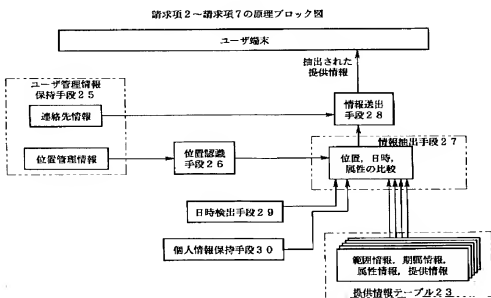 請求項2～請求項7の原理ブロック図
ユーザ端末
抽出された
提供情報
ユーザ管理情報
保持手段25
連絡先情報
情報送出
手段28
情報抽出手段27
位置管理情報
位置認識
手段26
位置，日時，
属性の比較
日時検出手段29
個人情報保持手段30
範囲情報，期間情報，
属性情報，提供情報
提供情報テーブル23